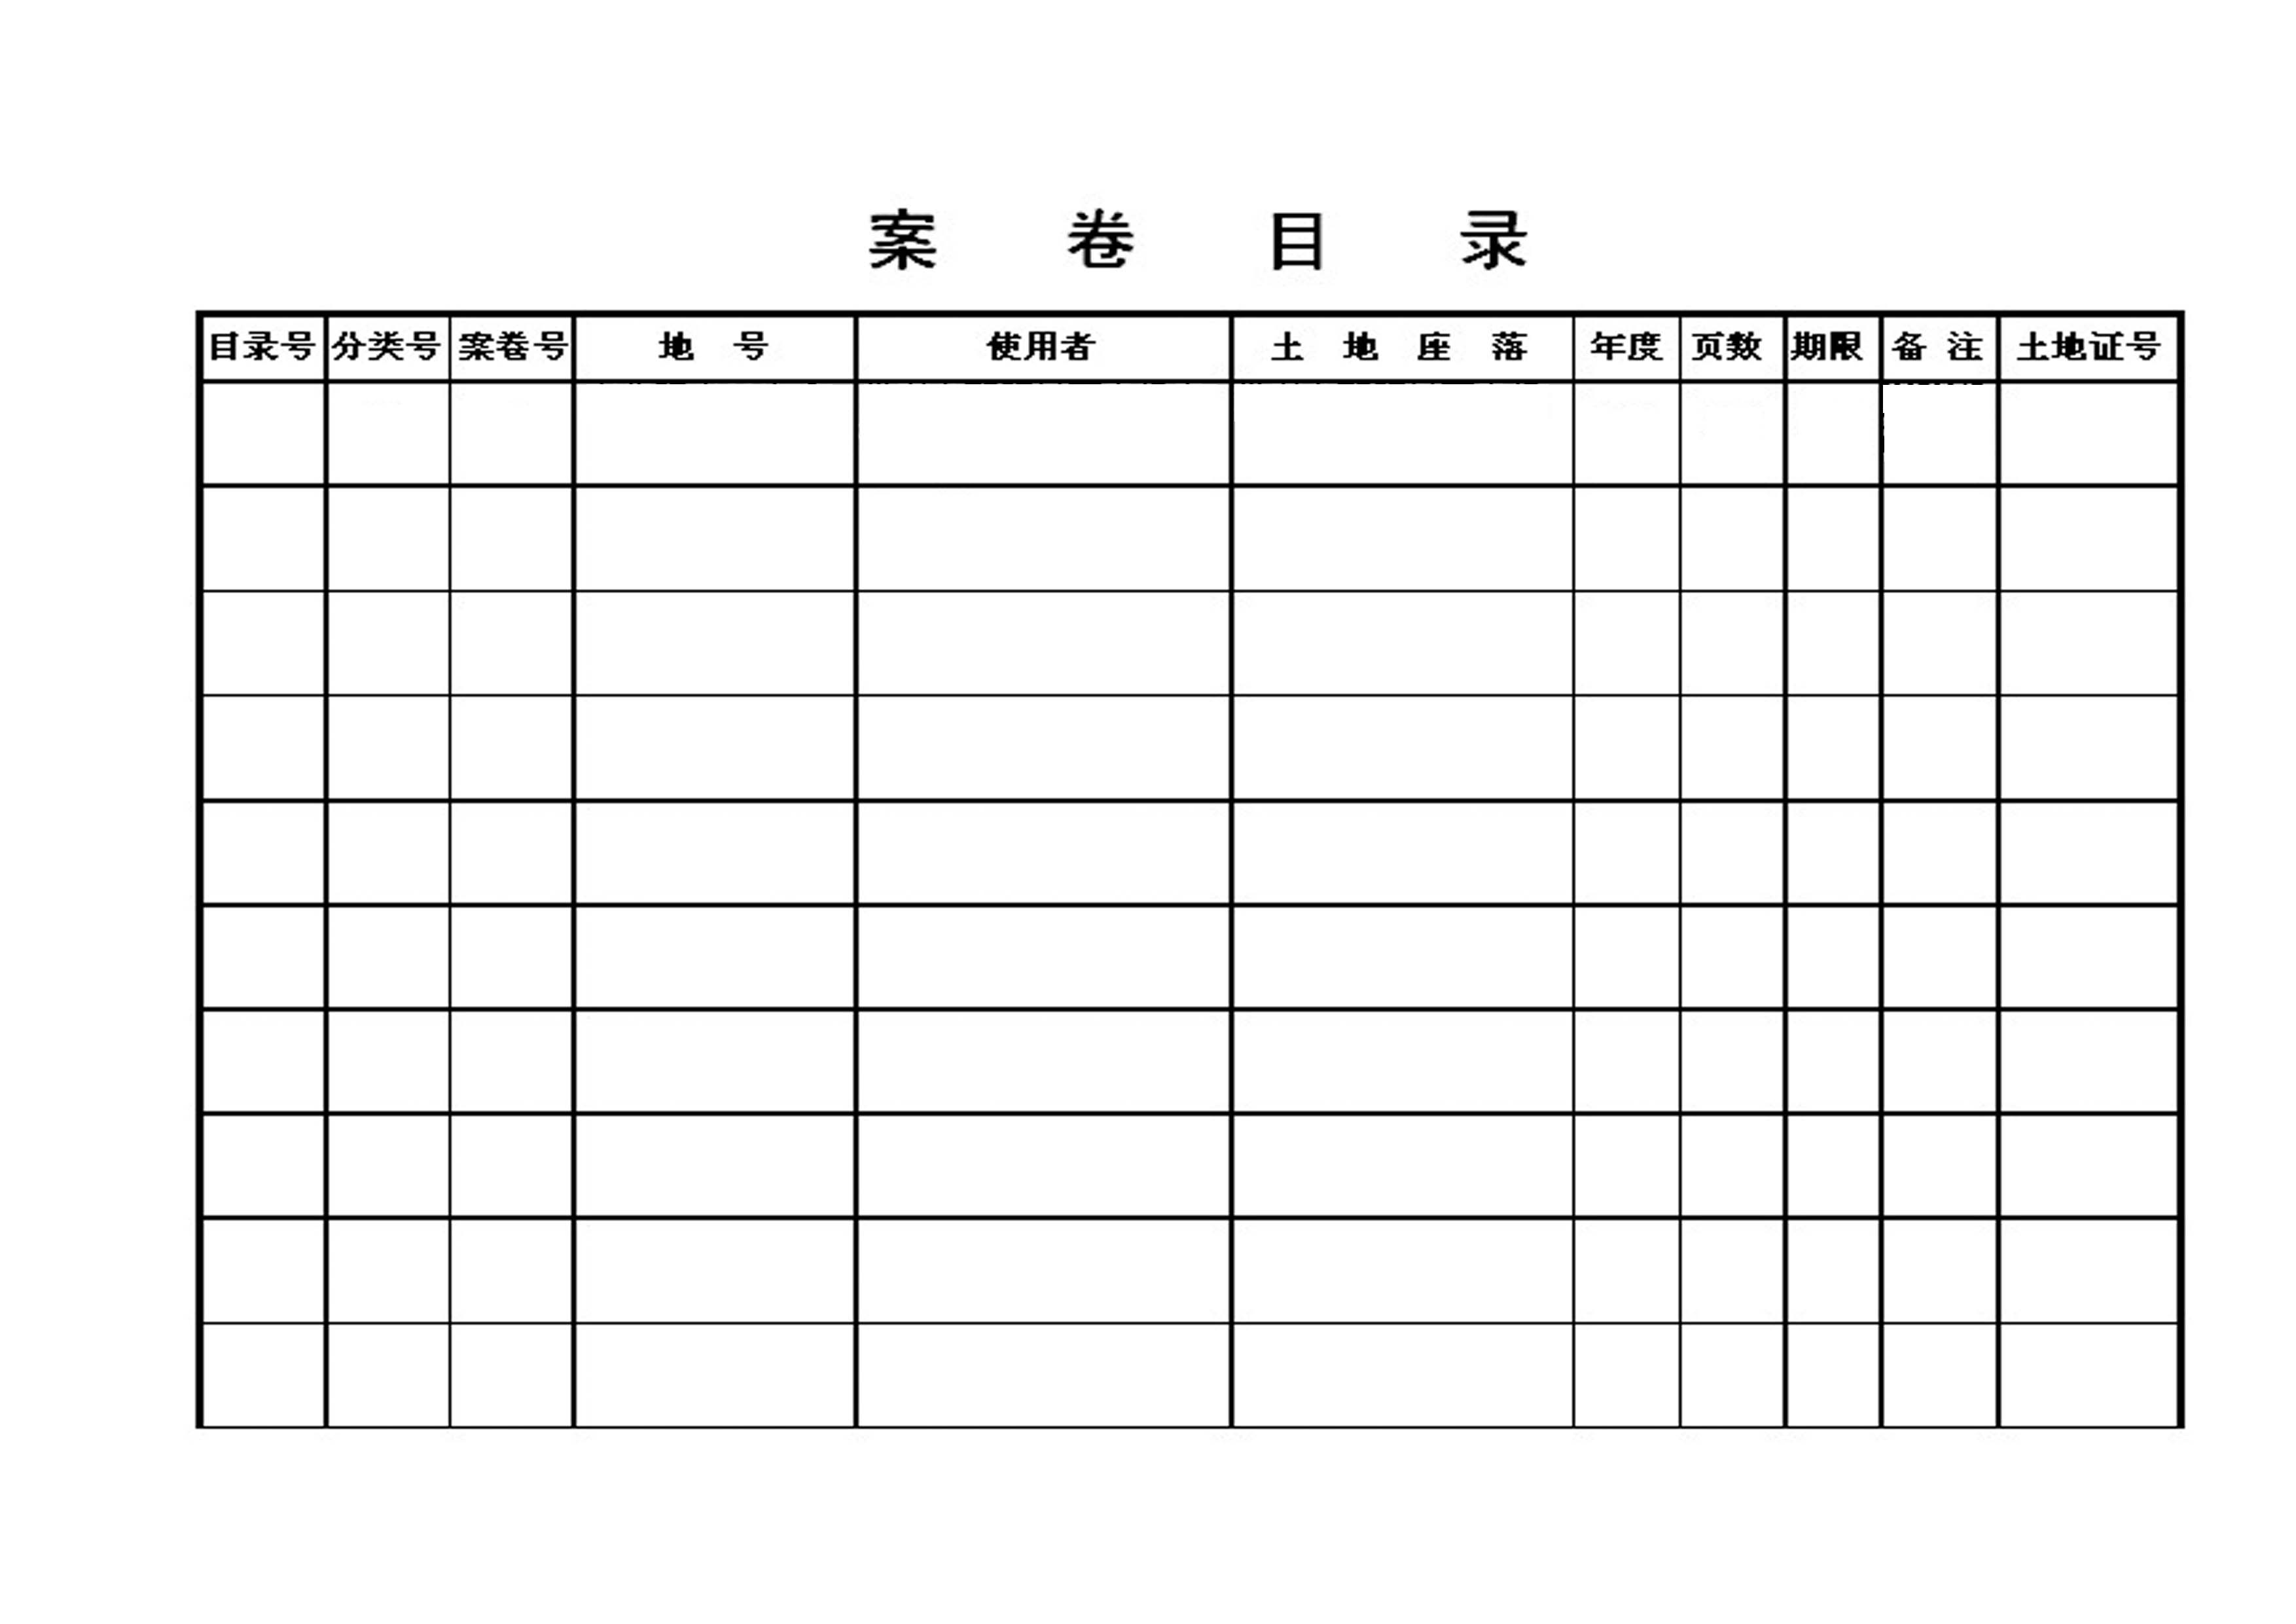 案卷目录
目录号 分类号 案卷号 地号 使用者 土地座落 年度 页数 期限 备注 土地证号